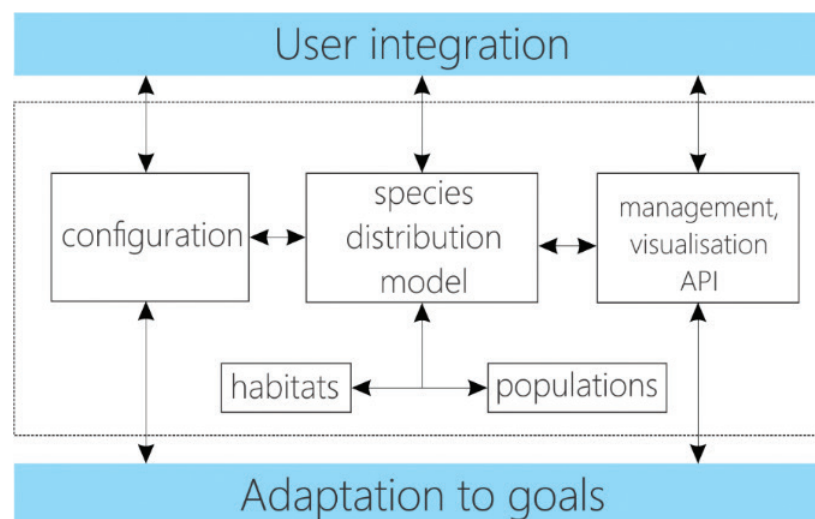 User integration
configuration
species
distribution
model
management,
visualisation
API
habitats
populations
Adaptation to goals